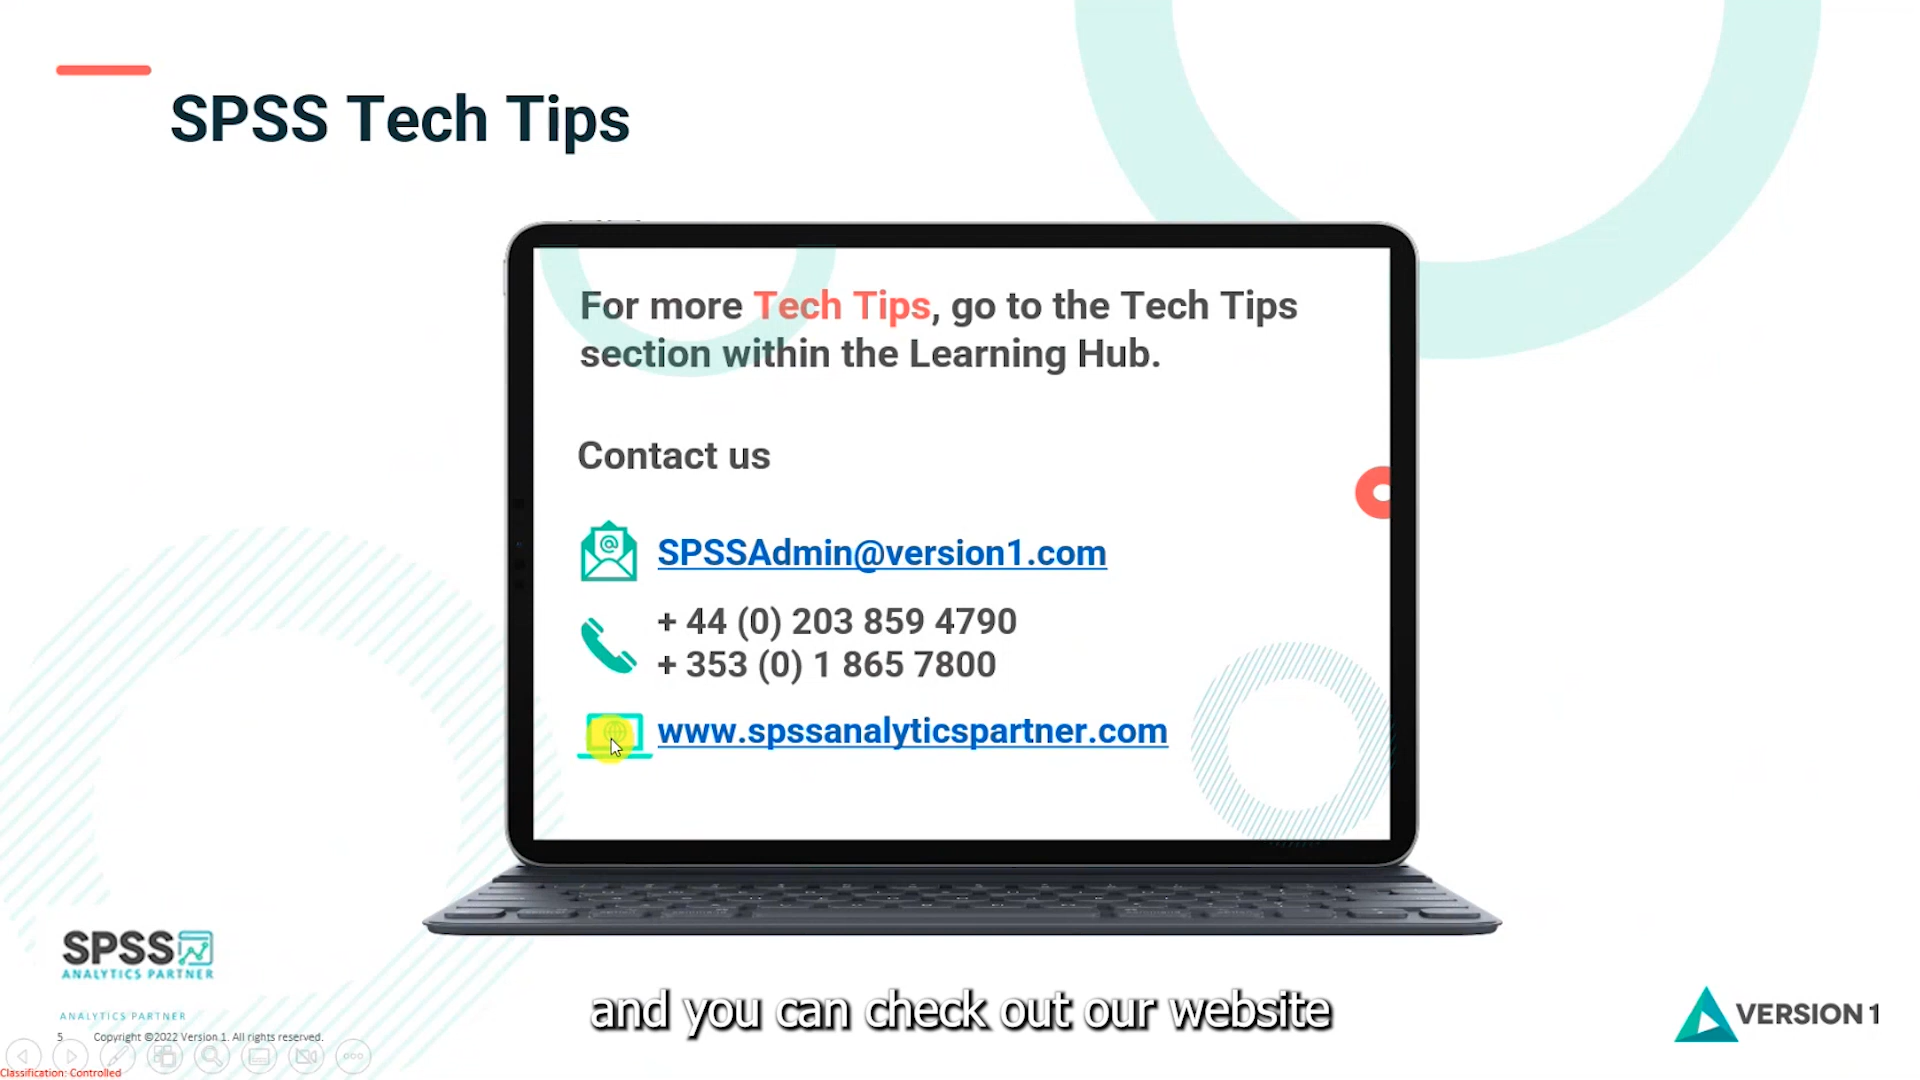 SPSS Tech Tips
For more Tech Tips, go to the Tech Tips
section within the Learning Hub.
Contact us
@
SPSSAdmin@version1.com
+ 44 (0) 203 859 4790
+ 353 (0) 1 865 7800
www.spssanalyticspartner.com
SPSS
ANALYTICS PARTNER
ANALYTICS PARTNER
5 Copyright ©2022 Version 1. All rights reserved.
Classification: Controlled
and you can check out our website
VERSION 1